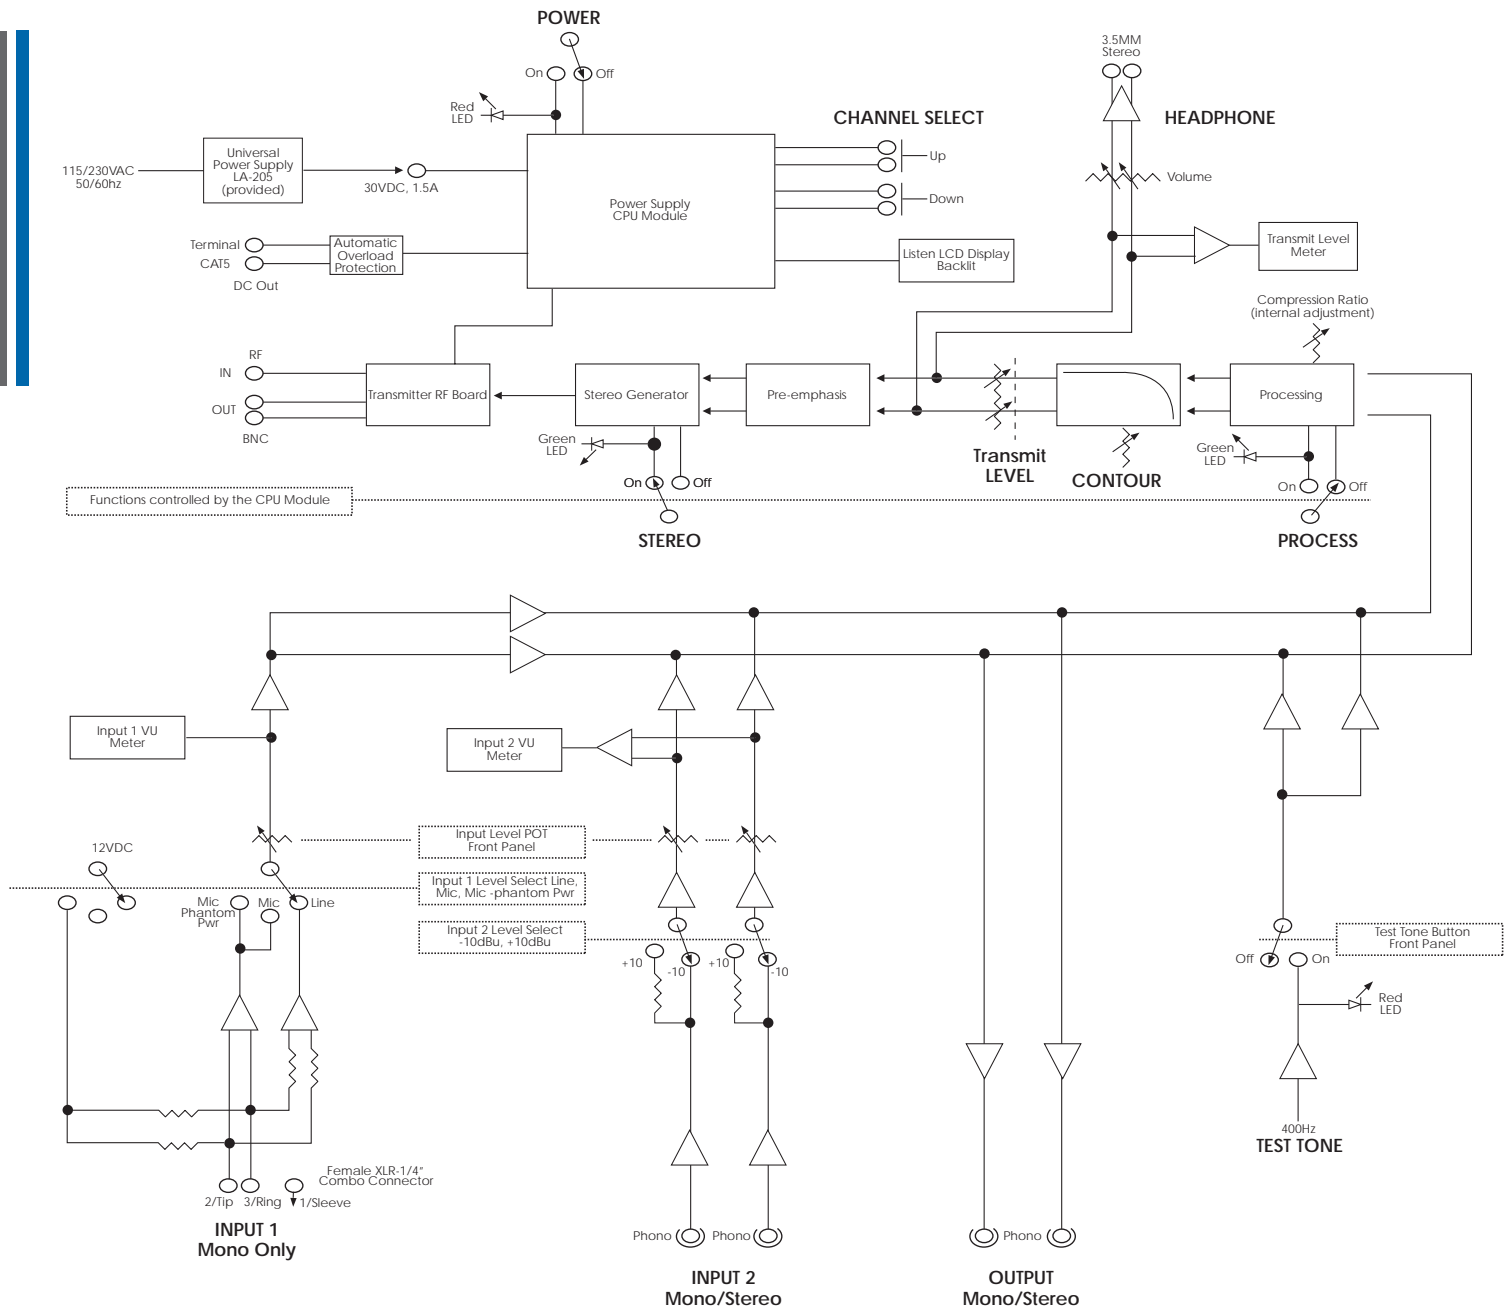 POWER
On
Off
Red
LED
3.5MM
Stereo
CHANNEL SELECT
HEADPHONE
Up
Down
Volume
115/230VAC
50/60hz
Universal
Power Supply
LA-205
(provided)
30VDC, 1.5A
Power Supply
CPU Module
Terminal
CAT5
DC Out
Automatic
Overload
Protection
Listen LCD Display
Backlit
Transmit Level
Meter
Compression Ratio
(internal adjustment)
RF
IN
OUT
BNC
Transmitter RF Board
Stereo Generator
Pre-emphasis
Processing
Green
LED
On
Off
Transmit
LEVEL
CONTOUR
Green
LED
On
Off
Functions controlled by the CPU Module
STEREO
PROCESS
Input 1 VU
Meter
Input 2 VU
Meter
12VDC
Input Level POT
Front Panel
Input 1 Level Select Line,
Mic, Mic -phantom Pwr
Input 2 Level Select
-10dBu, +10dBu
Mic
Phantom
Pwr
Mic
Line
+10
-10
+10
-10
Test Tone Button
Front Panel
Off
On
Red
LED
400Hz
TEST TONE
Female XLR-1/4"
Combo Connector
2/Tip
3/Ring
1/Sleeve
INPUT 1
Mono Only
Phono
Phono
Phono
INPUT 2
Mono/Stereo
OUTPUT
Mono/Stereo